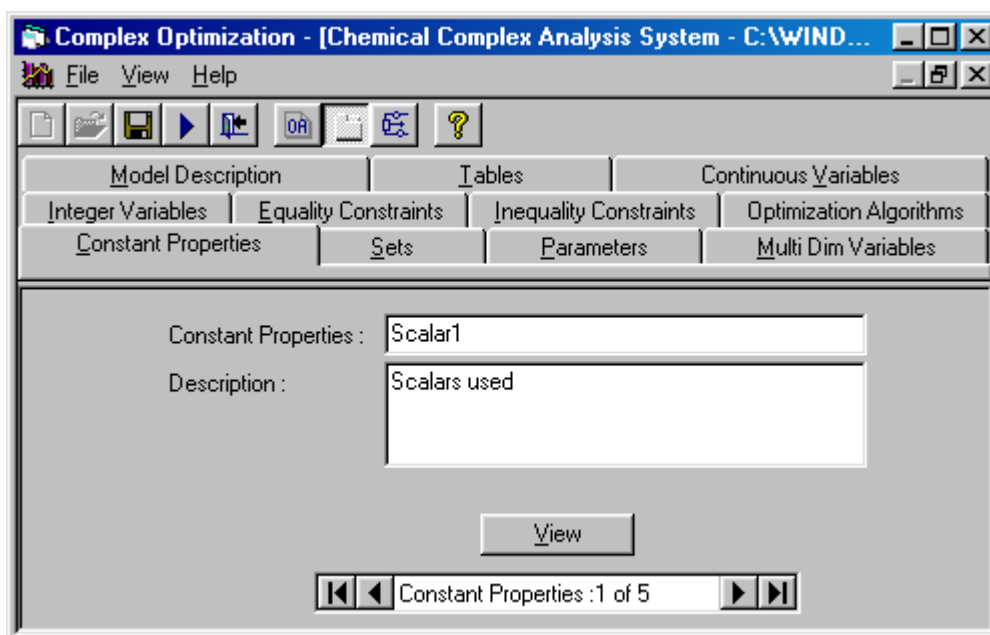 Complex Optimization - [Chemical Complex Analysis System - C:\WIND...
File View Help
OA ?
Model Description Tables Continuous Variables
Integer Variables Equality Constraints Inequality Constraints Optimization Algorithms
Constant Properties Sets Parameters Multi Dim Variables
Constant Properties : Scalar1
Description : Scalars used
View
Constant Properties :1 of 5